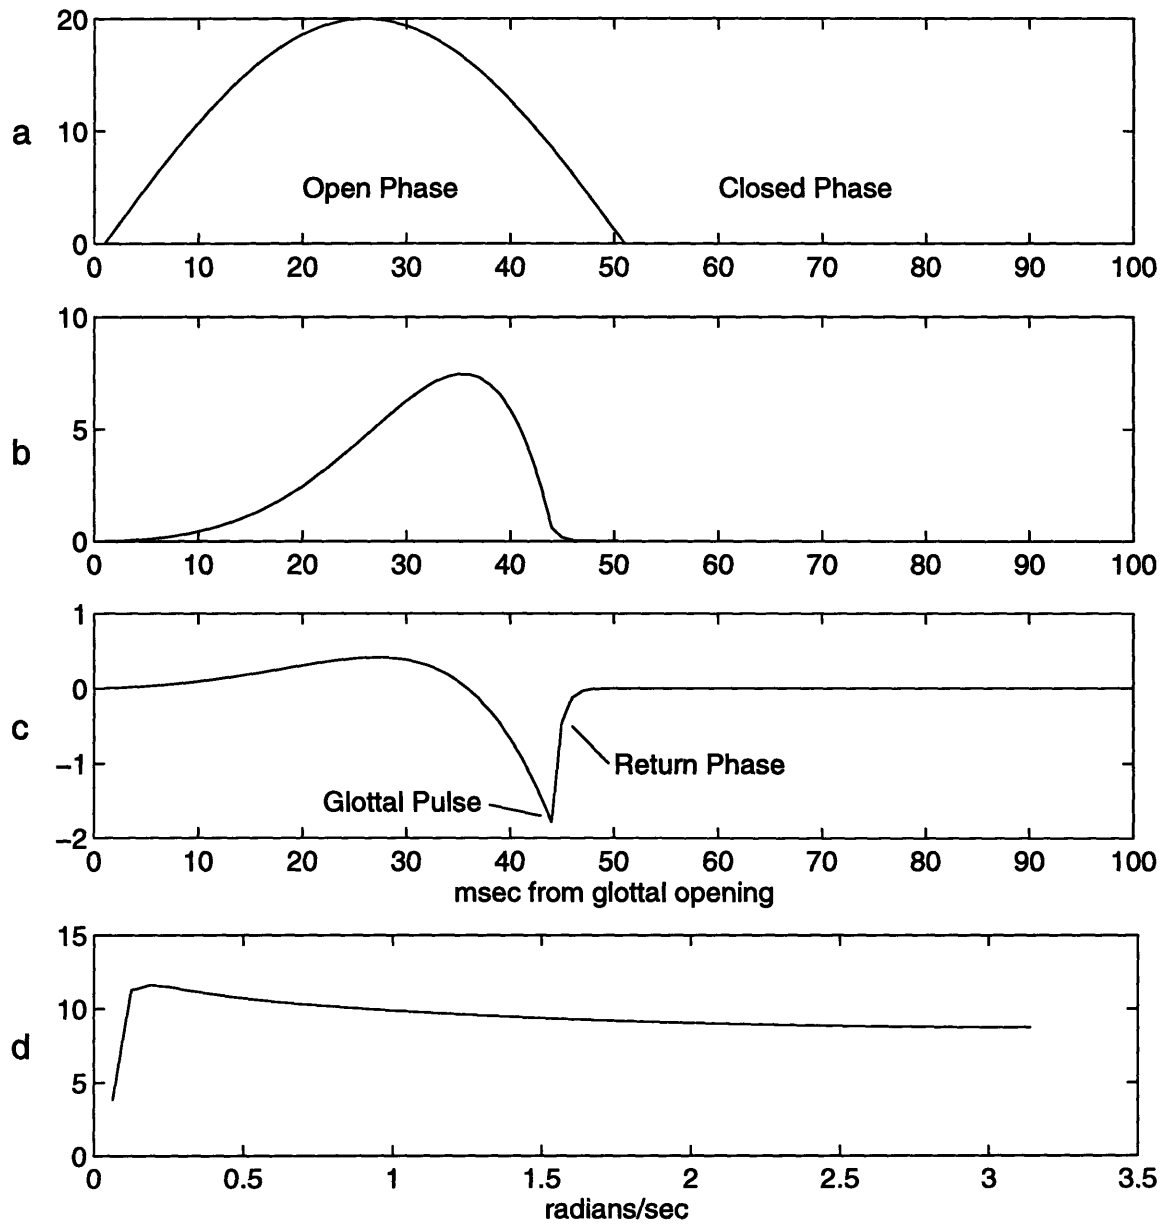 20
10
0
a
Open Phase
Closed Phase
0 10 20 30 40 50 60 70 80 90 100
10
5
0
b
0 10 20 30 40 50 60 70 80 90 100
1
0
-1
-2
c
Return Phase
Glottal Pulse
0 10 20 30 40 50 60 70 80 90 100
msec from glottal opening
15
10
5
0
d
0 0.5 1 1.5 2 2.5 3 3.5
radians/sec